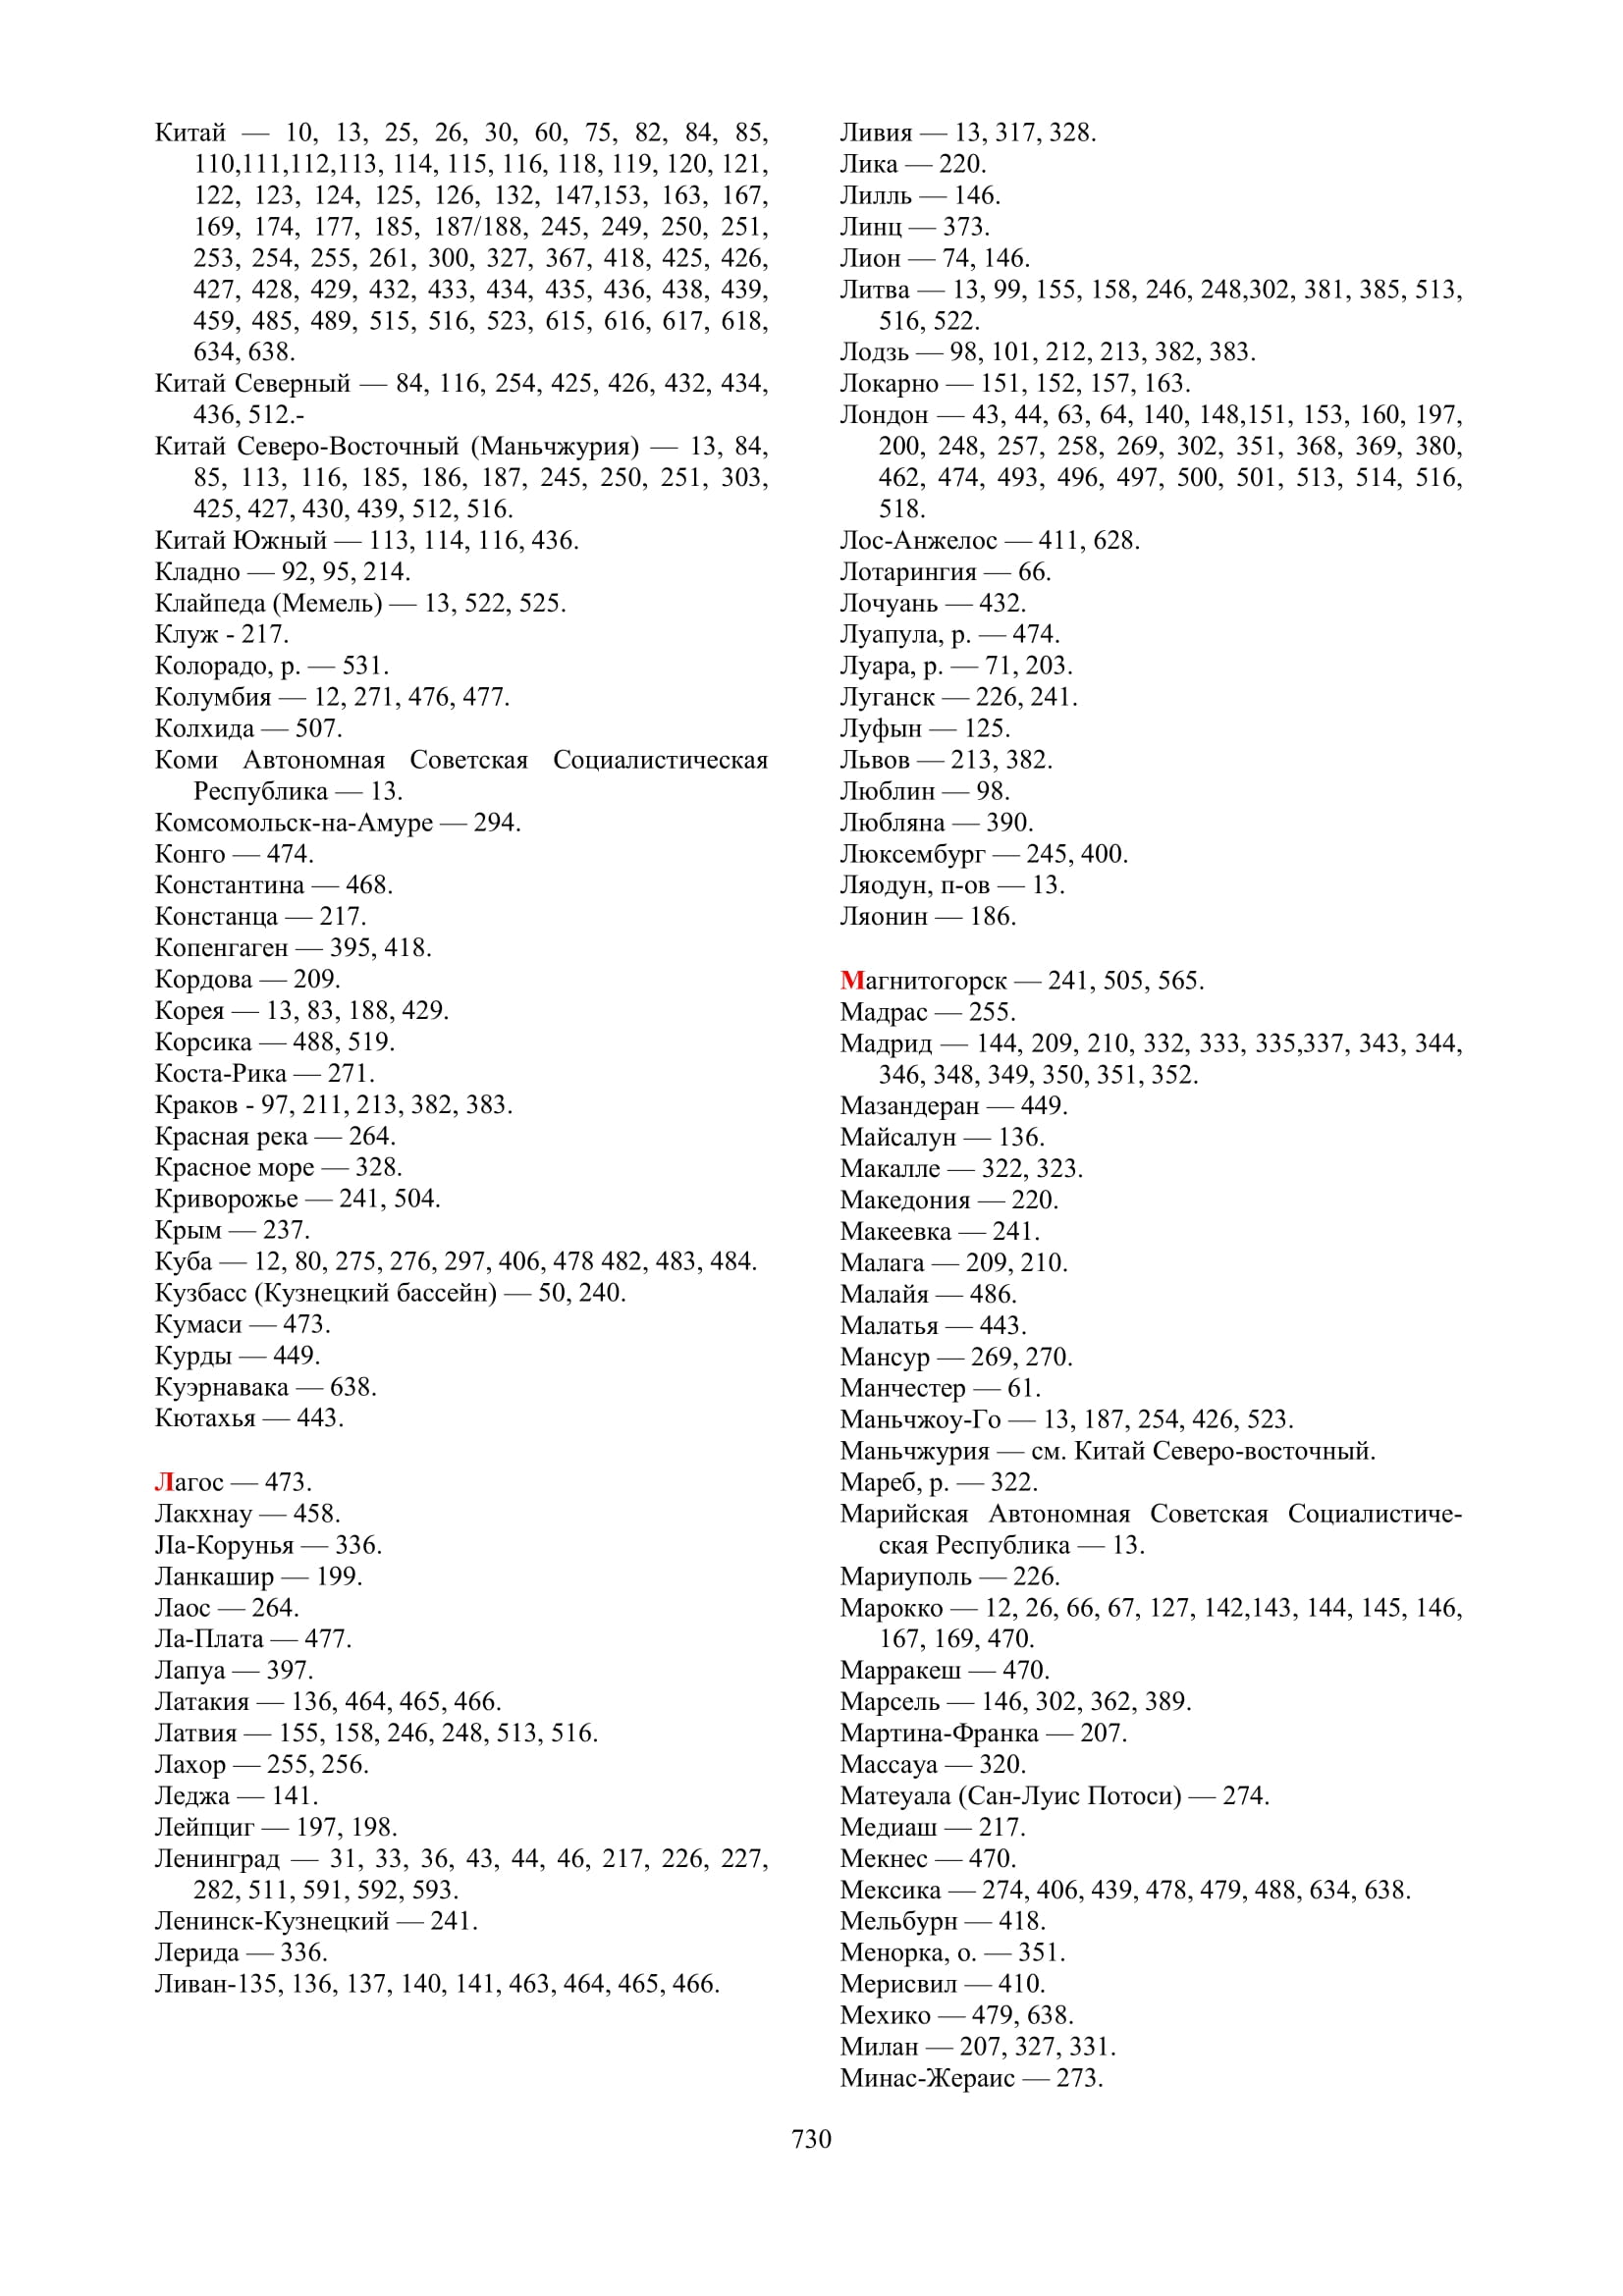 Китай — 10, 13, 25, 26, 30, 60, 75, 82, 84, 85,
110,111,112,113, 114, 115, 116, 118, 119, 120, 121,
122, 123, 124, 125, 126, 132, 147,153, 163, 167,
169, 174, 177, 185, 187/188, 245, 249, 250, 251,
253, 254, 255, 261, 300, 327, 367, 418, 425, 426,
427, 428, 429, 432, 433, 434, 435, 436, 438, 439,
459, 485, 489, 515, 516, 523, 615, 616, 617, 618,
634, 638.
Китай Северный — 84, 116, 254, 425, 426, 432, 434,
436, 512.-
Китай Северо-Восточный (Маньчжурия) — 13, 84,
85, 113, 116, 185, 186, 187, 245, 250, 251, 303,
425, 427, 430, 439, 512, 516.
Китай Южный — 113, 114, 116, 436.
Кладно — 92, 95, 214.
Клайпеда (Мемель) — 13, 522, 525.
Клуж - 217.
Колорадо, р. — 531.
Колумбия — 12, 271, 476, 477.
Колхида — 507.
Коми Автономная Советская Социалистическая
Республика — 13.
Комсомольск-на-Амуре — 294.
Конго — 474.
Константина — 468.
Констанца — 217.
Копенгаген — 395, 418.
Кордова — 209.
Корея — 13, 83, 188, 429.
Корсика — 488, 519.
Коста-Рика — 271.
Краков - 97, 211, 213, 382, 383.
Красная река — 264.
Красное море — 328.
Криворожье — 241, 504.
Крым — 237.
Куба — 12, 80, 275, 276, 297, 406, 478 482, 483, 484.
Кузбасс (Кузнецкий бассейн) — 50, 240.
Кумаси — 473.
Курды — 449.
Куэрнавака — 638.
Кютахья — 443.
Лагос — 473.
Лакхнау — 458.
Ла-Корунья — 336.
Ланкашир — 199.
Лаос — 264.
Ла-Плата — 477.
Лапуа — 397.
Латакия — 136, 464, 465, 466.
Латвия — 155, 158, 246, 248, 513, 516.
Лахор — 255, 256.
Леджа — 141.
Лейпциг — 197, 198.
Ленинград — 31, 33, 36, 43, 44, 46, 217, 226, 227,
282, 511, 591, 592, 593.
Ленинск-Кузнецкий — 241.
Лерида — 336.
Ливан-135, 136, 137, 140, 141, 463, 464, 465, 466.
Ливия — 13, 317, 328.
Лика — 220.
Лилль — 146.
Линц — 373.
Лион — 74, 146.
Литва — 13, 99, 155, 158, 246, 248,302, 381, 385, 513,
516, 522.
Лодзь — 98, 101, 212, 213, 382, 383.
Локарно — 151, 152, 157, 163.
Лондон — 43, 44, 63, 64, 140, 148,151, 153, 160, 197,
200, 248, 257, 258, 269, 302, 351, 368, 369, 380,
462, 474, 493, 496, 497, 500, 501, 513, 514, 516,
518.
Лос-Анжелос — 411, 628.
Лотарингия — 66.
Лочуань — 432.
Луапула, р. — 474.
Луара, р. — 71, 203.
Луганск — 226, 241.
Луфын — 125.
Львов — 213, 382.
Люблин — 98.
Любляна — 390.
Люксембург — 245, 400.
Ляодун, п-ов — 13.
Ляонин — 186.
Магнитогорск — 241, 505, 565.
Мадрас — 255.
Мадрид — 144, 209, 210, 332, 333, 335,337, 343, 344,
346, 348, 349, 350, 351, 352.
Мазандеран — 449.
Майсалун — 136.
Макалле — 322, 323.
Македония — 220.
Макеевка — 241.
Малага — 209, 210.
Малайя — 486.
Малатья — 443.
Мансур — 269, 270.
Манчестер — 61.
Маньчжоу-Го — 13, 187, 254, 426, 523.
Маньчжурия — см. Китай Северо-восточный.
Мареб, р. — 322.
Марийская Автономная Советская Социалистиче-
ская Республика — 13.
Мариуполь — 226.
Марокко — 12, 26, 66, 67, 127, 142,143, 144, 145, 146,
167, 169, 470.
Марракеш — 470.
Марсель — 146, 302, 362, 389.
Мартина-Франка — 207.
Массауа — 320.
Матеуала (Сан-Луис Потоси) — 274.
Медиаш — 217.
Мекнес — 470.
Мексика — 274, 406, 439, 478, 479, 488, 634, 638.
Мельбурн — 418.
Менорка, о. — 351.
Мерисвил — 410.
Мехико — 479, 638.
Милан — 207, 327, 331.
Минас-Жераис — 273.
730